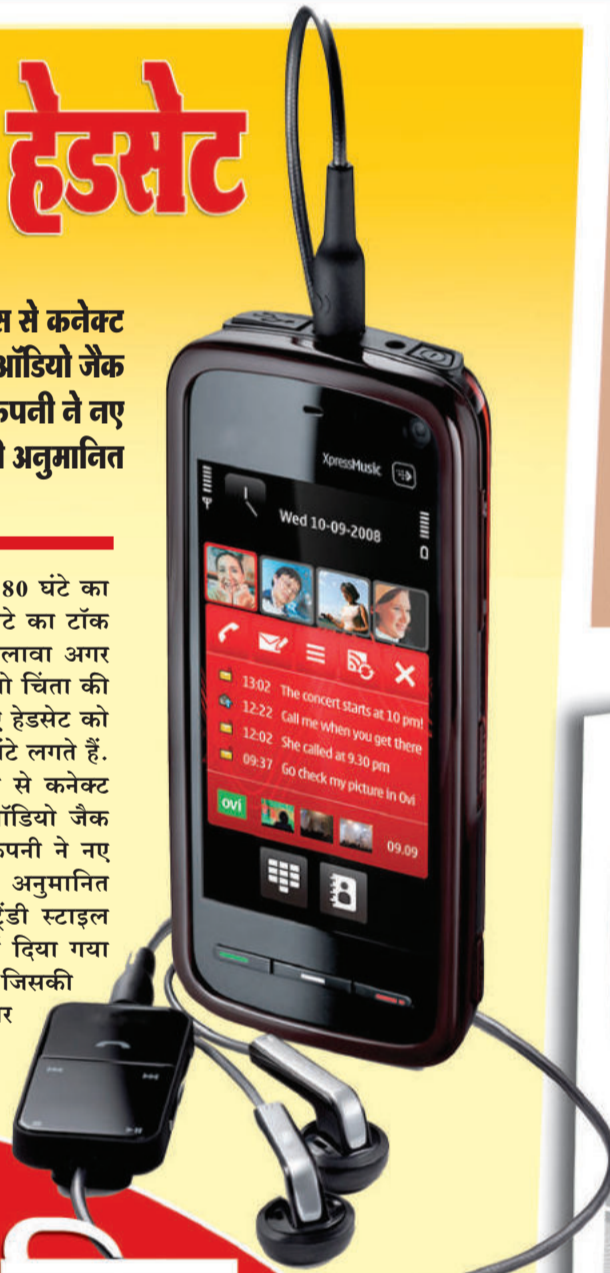 हेडसेट
से कनेक्ट
ऑडियो जैक
कंपनी ने नए
अनुमानित
80 घंटे का
का टॉक
अगर
चिंता की
हेडसेट को
लगते हैं.
से कनेक्ट
ऑडियो जैक
कंपनी ने नए
अनुमानित
स्टाइल
दिया गया
जिसकी
XpressMusic
Wed 10-09-2008
13:02 The concert starts at 10 pm!
12:22 Call me when you get there
12:02 She called at 9.30 pm
09:37 Go check my picture in Ovi
ovi
09.09